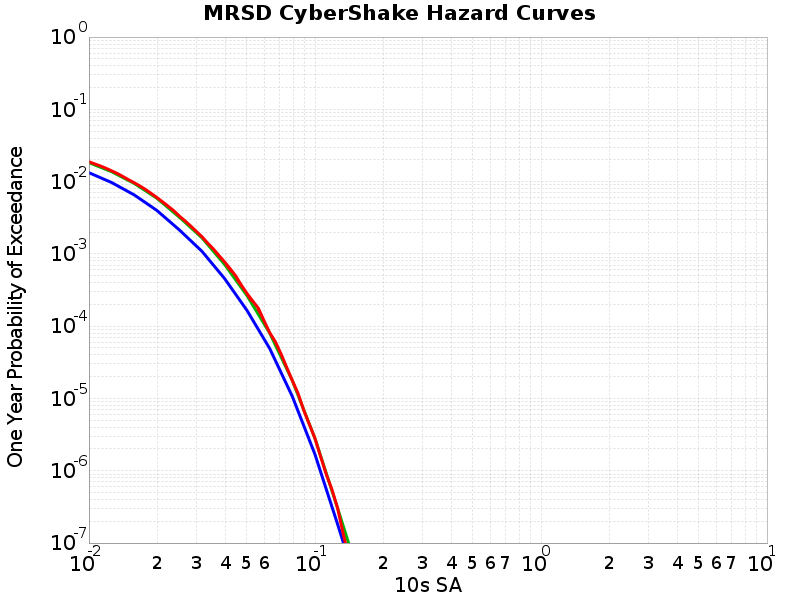 MRSD CyberShake Hazard Curves
One Year Probability of Exceedance
10^0
10^-1
10^-2
10^-3
10^-4
10^-5
10^-6
10^-7
10^-2 2 3 4 5 6 10^-1 2 3 4 5 6 7 10^0 2 3 4 5 6 7 10^1
10s SA